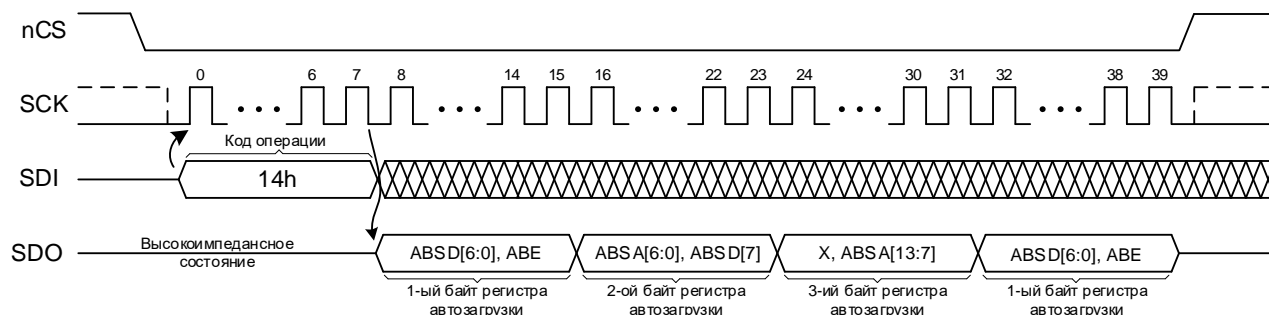 nCS
0 6 7 8 14 15 16 22 23 24 30 31 32 38 39
SCK
Код операции
SDI 14h
Высокоимпедансное
состояние
SDO ABSD[6:0], ABE ABSA[6:0], ABSD[7] X, ABSA[13:7] ABSD[6:0], ABE
1-ый байт регистра 2-ой байт регистра 3-ий байт регистра 1-ый байт регистра
автозагрузки автозагрузки автозагрузки автозагрузки